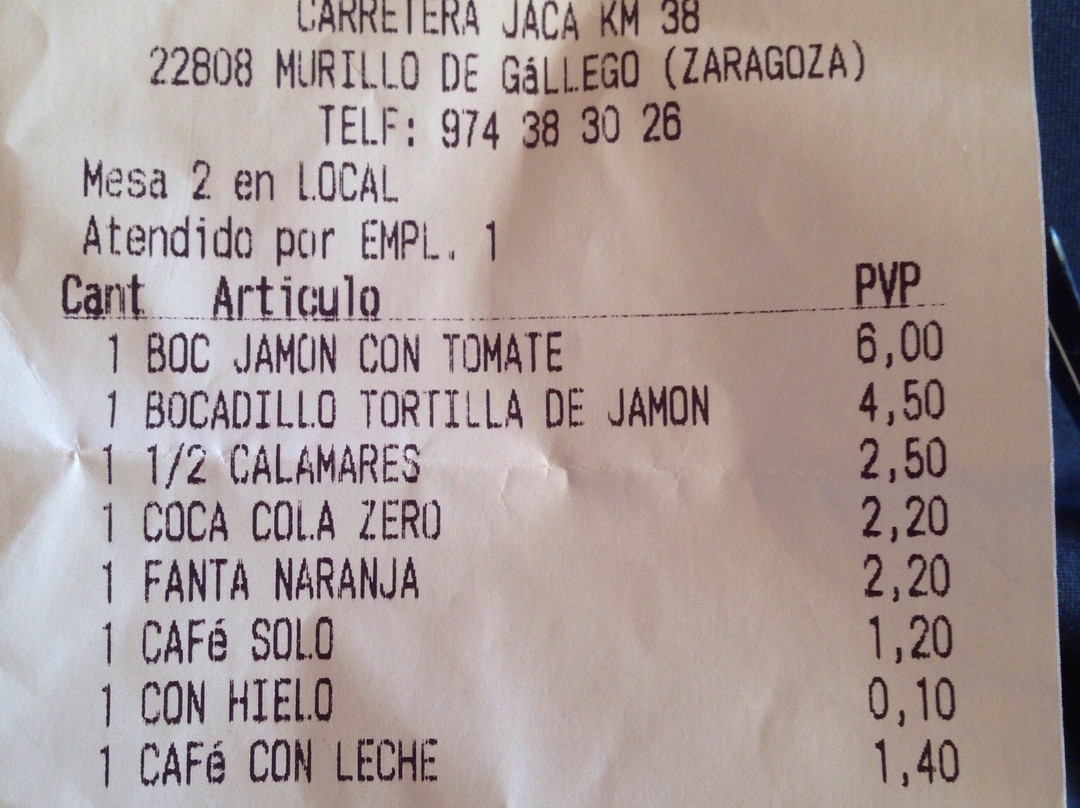 CARRETERA JACA KM 38
22808 MURILLO DE GáLLEGO (ZARAGOZA)
TELF: 974 38 30 26
Mesa 2 en LOCAL
Atendido por EMPL. 1
Cant Articulo PVP
1 BOC JAMON CON TOMATE 6,00
1 BOCADILLO TORTILLA DE JAMON 4,50
1 1/2 CALAMARES 2,50
1 COCA COLA ZERO 2,20
1 FANTA NARANJA 2,20
1 CAFé SOLO 1,20
1 CON HIELO 0,10
1 CAFé CON LECHE 1,40